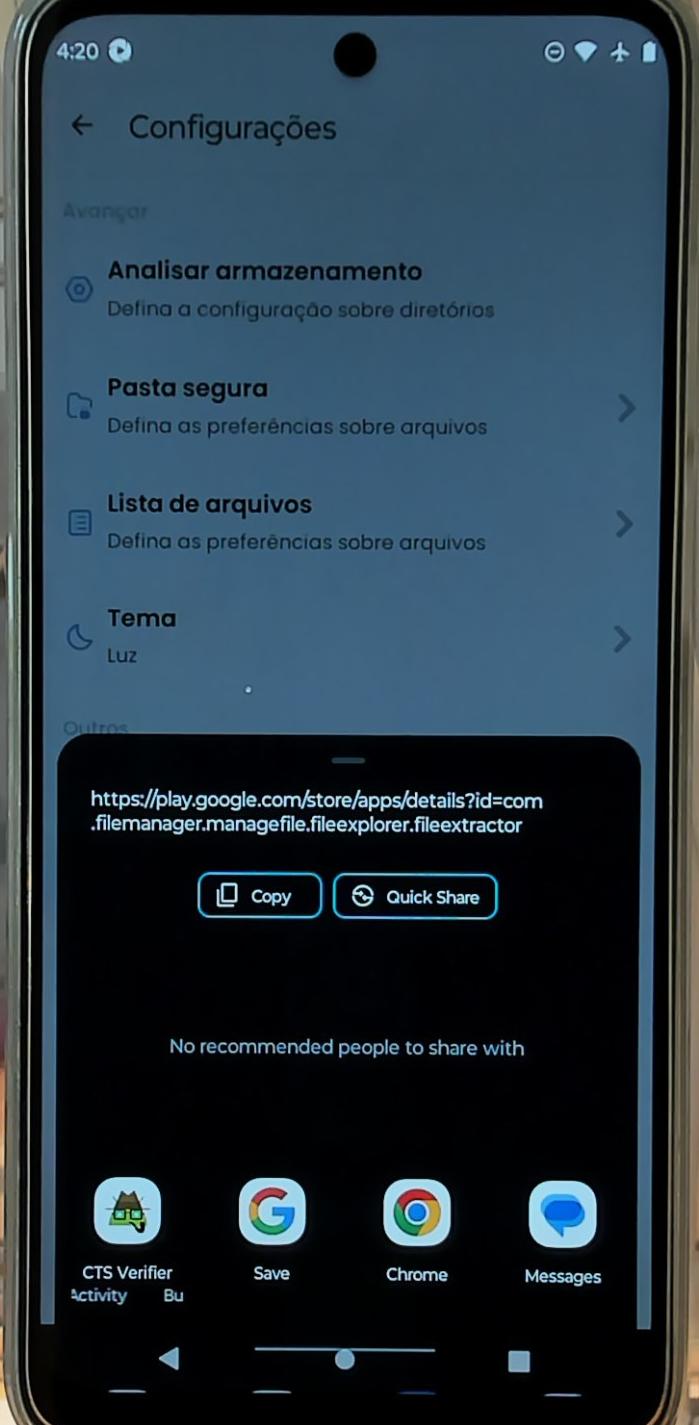 4:20
Configurações
Avançar
Analisar armazenamento
Defina a configuração sobre diretórios
Pasta segura
Defina as preferências sobre arquivos
Lista de arquivos
Defina as preferências sobre arquivos
Tema
Luz
Outros
https://play.google.com/store/apps/details?id=com
.filemanager.managefile.fileexplorer.fileextractor
Copy
Quick Share
No recommended people to share with
CTS Verifier
Save
Chrome
Messages
Activity Bu